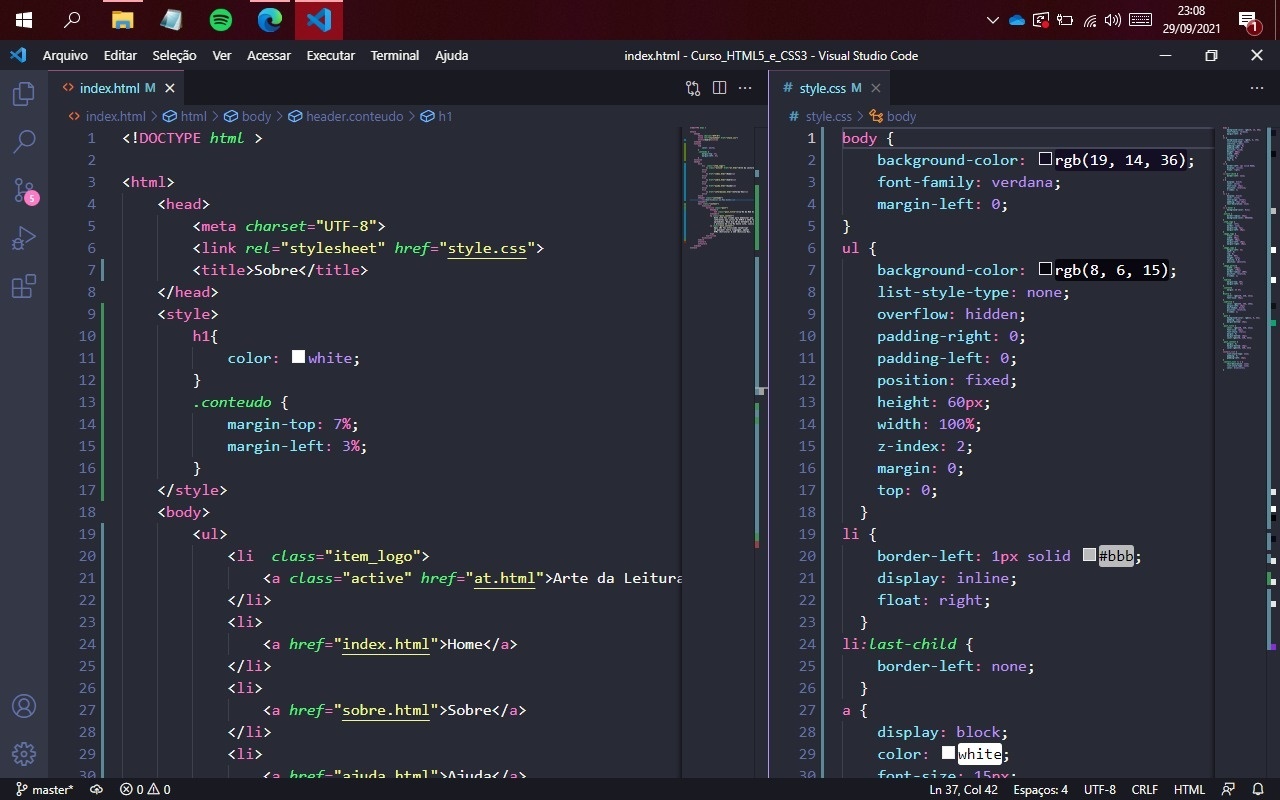 23:08
29/09/2021
1
Arquivo Editar Seleção Ver Acessar Executar Terminal Ajuda
index.html - Curso_HTML5_e_CSS3 - Visual Studio Code
index.html M
index.html > html > body > header.conteudo > h1
1 <!DOCTYPE html >
2
3 <html>
4 <head>
5 <meta charset="UTF-8">
6 <link rel="stylesheet" href="style.css">
7 <title>Sobre</title>
8 </head>
9 <style>
10 h1{
11 color: white;
12 }
13 .conteudo {
14 margin-top: 7%;
15 margin-left: 3%;
16 }
17 </style>
18 <body>
19 <ul>
20 <li  class="item_logo">
21 <a class="active" href="at.html">Arte da Leitura
22 </li>
23 <li>
24 <a href="index.html">Home</a>
25 </li>
26 <li>
27 <a href="sobre.html">Sobre</a>
28 </li>
29 <li>
30 <a href="ajuda.html">Ajuda</a>
# style.css M
# style.css > body
1 body {
2 background-color: rgb(19, 14, 36);
3 font-family: verdana;
4 margin-left: 0;
5 }
6 ul {
7 background-color: rgb(8, 6, 15);
8 list-style-type: none;
9 overflow: hidden;
10 padding-right: 0;
11 padding-left: 0;
12 position: fixed;
13 height: 60px;
14 width: 100%;
15 z-index: 2;
16 margin: 0;
17 top: 0;
18 }
19 li {
20 border-left: 1px solid #bbb;
21 display: inline;
22 float: right;
23 }
24 li:last-child {
25 border-left: none;
26 }
27 a {
28 display: block;
29 color: white;
30 font-size: 15px;
5
master* 0 0
Ln 37, Col 42 Espaços: 4 UTF-8 CRLF HTML